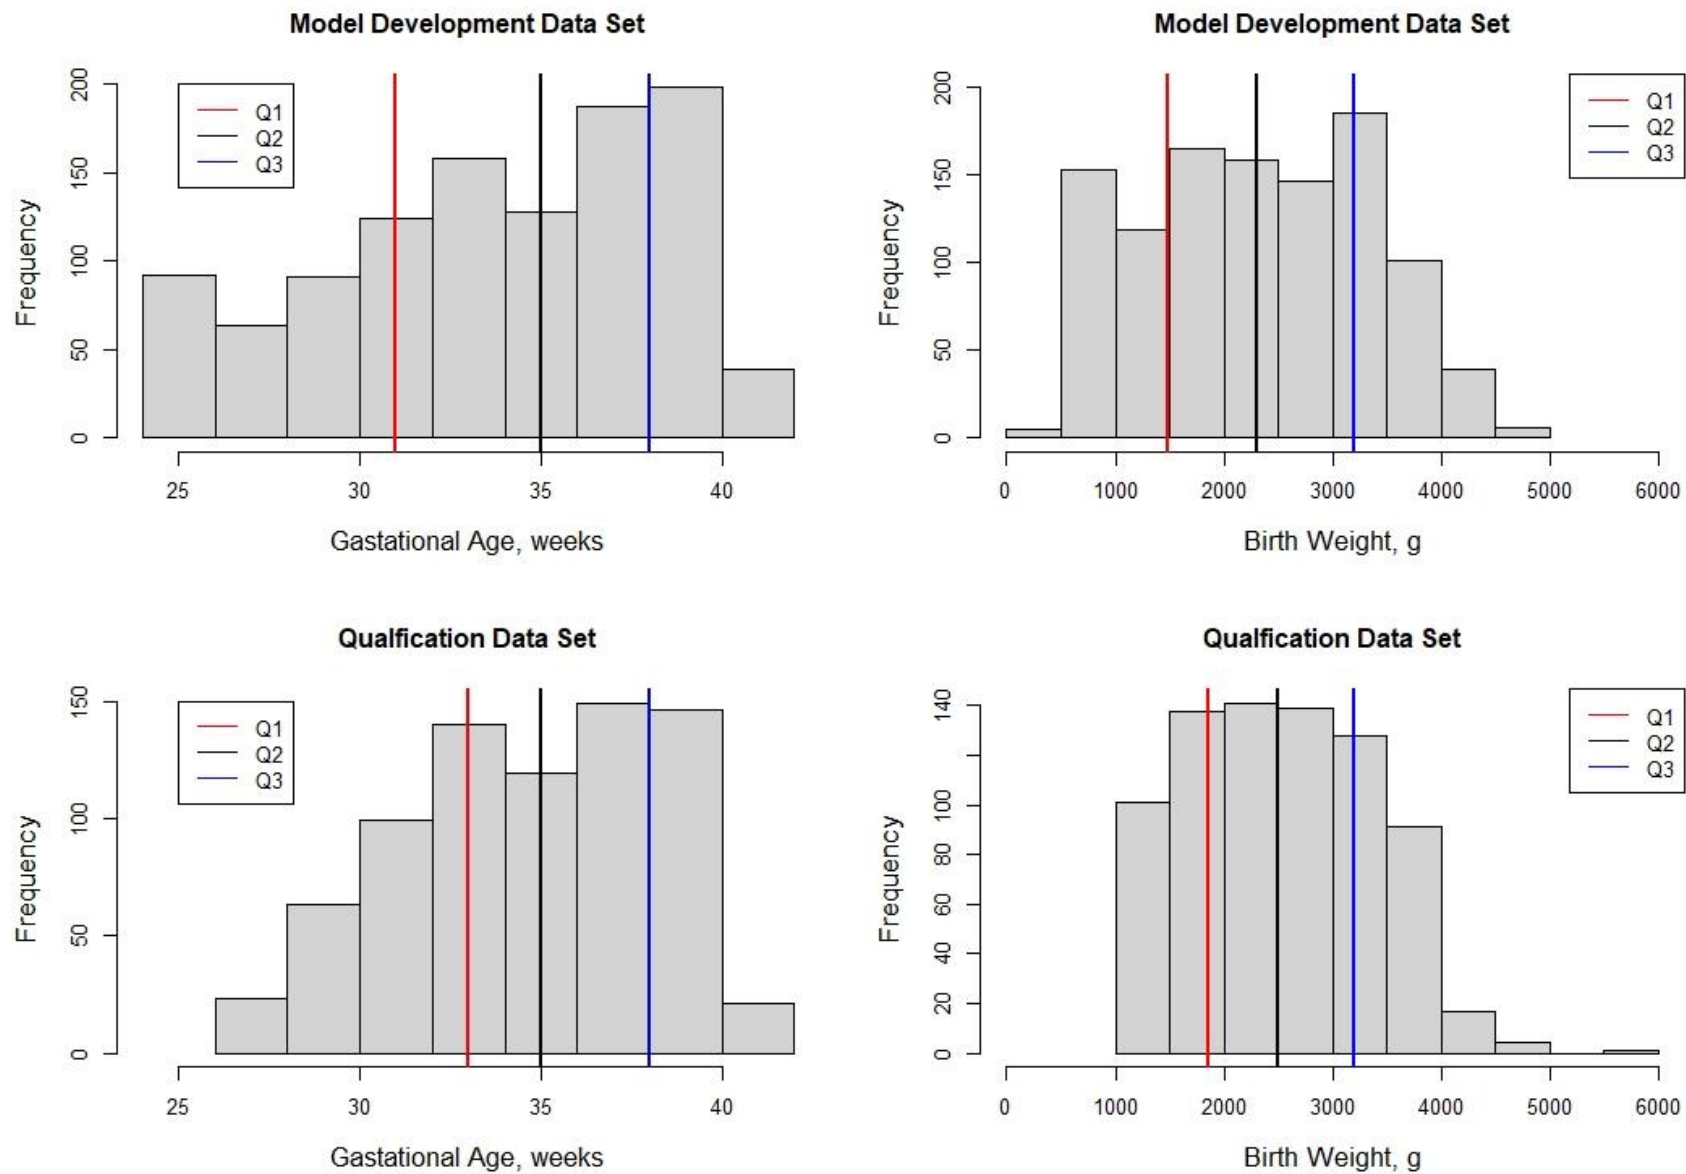 Model Development Data Set
Q1
Q2
Q3
Frequency
0
50
100
150
200
25
30
35
40
Gastational Age, weeks
Model Development Data Set
Q1
Q2
Q3
Frequency
0
50
100
150
200
0
1000
2000
3000
4000
5000
6000
Birth Weight, g
Qualfication Data Set
Q1
Q2
Q3
Frequency
0
50
100
150
25
30
35
40
Gastational Age, weeks
Qualfication Data Set
Q1
Q2
Q3
Frequency
0
20
40
60
80
100
140
0
1000
2000
3000
4000
5000
6000
Birth Weight, g